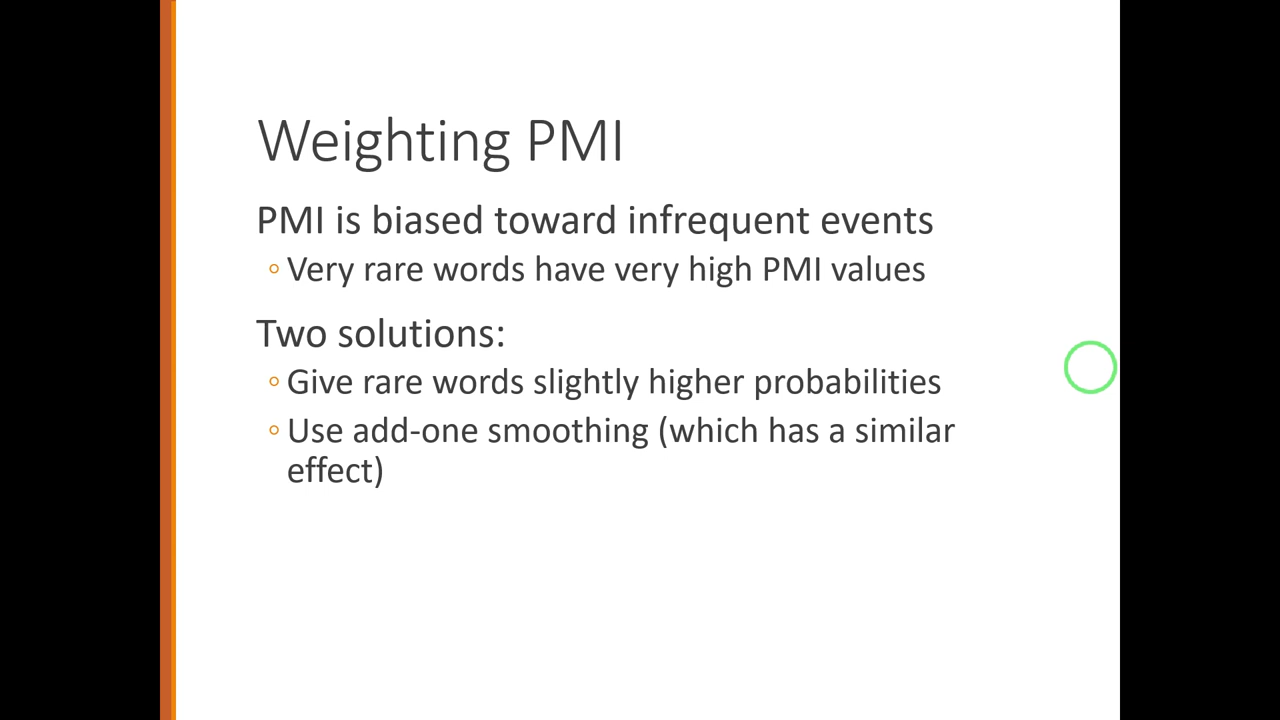 Weighting PMI
PMI is biased toward infrequent events
◦ Very rare words have very high PMI values
Two solutions:
◦ Give rare words slightly higher probabilities
◦ Use add-one smoothing (which has a similar
effect)